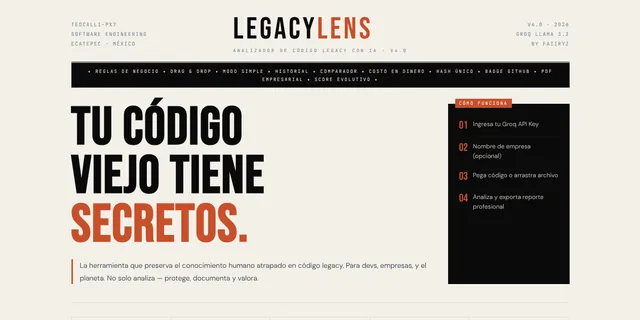 TEOCALLI-PX7
SOFTWARE ENGINEERING
ECATEPEC · MÉXICO
LEGACYLENS
ANALIZADOR DE CÓDIGO LEGACY CON IA · V6.0
V6.0 · 2026
GROQ LLAMA 3.3
BY FAIIRYZ
• REGLAS DE NEGOCIO • DRAG & DROP • MODO SIMPLE • HISTORIAL • COMPARADOR • COSTO EN DINERO • HASH ÚNICO • BADGE GITHUB • PDF
EMPRESARIAL • SCORE EVOLUTIVO •
TU CÓDIGO
VIEJO TIENE
SECRETOS.
La herramienta que preserva el conocimiento humano atrapado en código legacy. Para devs, empresas, y el
planeta. No solo analiza — protege, documenta y valora.
CÓMO FUNCIONA
01 Ingresa tu Groq API Key
02 Nombre de empresa
(opcional)
03 Pega código o arrastra archivo
04 Analiza y exporta reporte
profesional